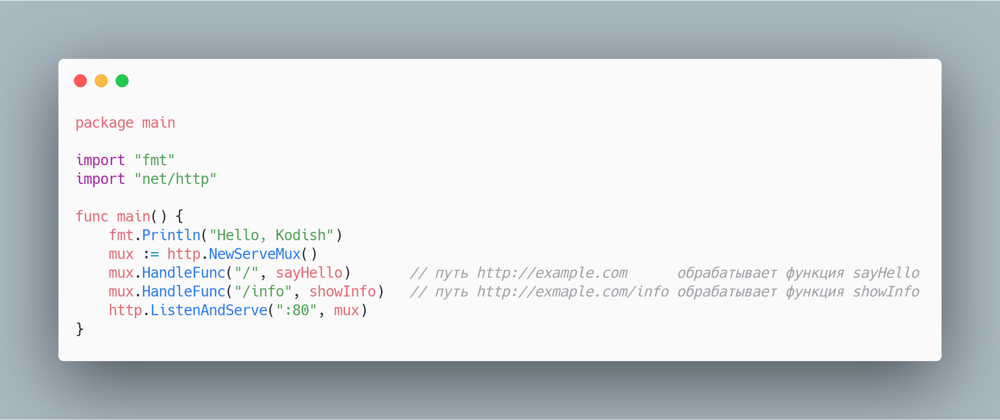 package main
import "fmt"
import "net/http"
func main() {
    fmt.Println("Hello, Kodish")
    mux := http.NewServeMux()
    mux.HandleFunc("/", sayHello)       // путь http://example.com      обрабатывает функция sayHello
    mux.HandleFunc("/info", showInfo)   // путь http://exmaple.com/info обрабатывает функция showInfo
    http.ListenAndServe(":80", mux)
}